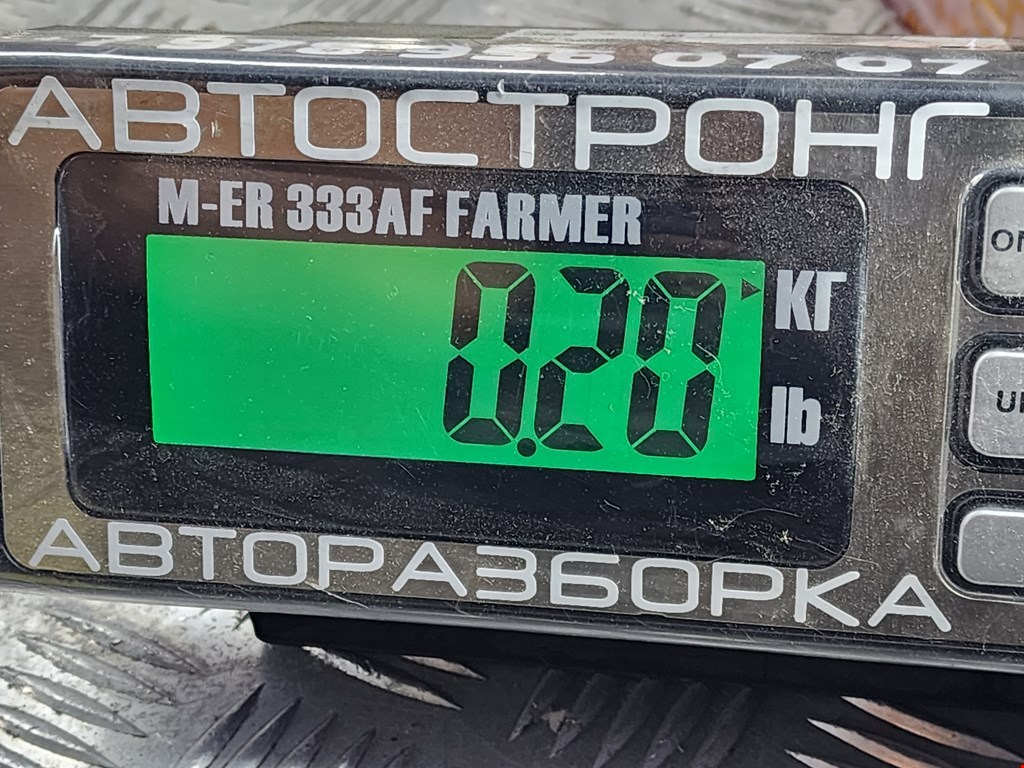 АВТОСТРОНГ
M-ER 333AF FARMER
0.20
КГ
lb
АВТОРАЗБОРКА